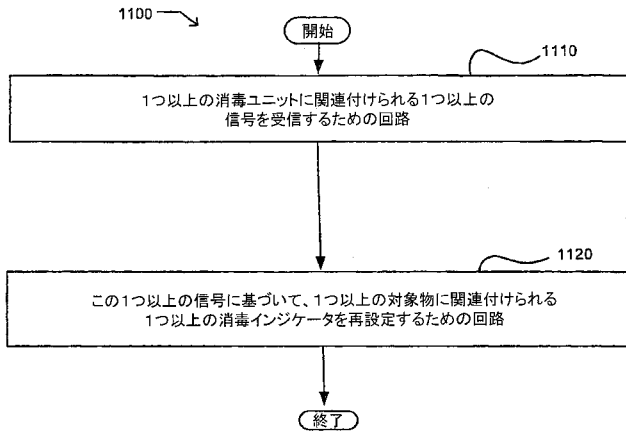 1100
開始
1110
1つ以上の消毒ユニットに関連付けられる1つ以上の
信号を受信するための回路
1120
この1つ以上の信号に基づいて、1つ以上の対象物に関連付けられる
1つ以上の消毒インジケータを再設定するための回路
終了